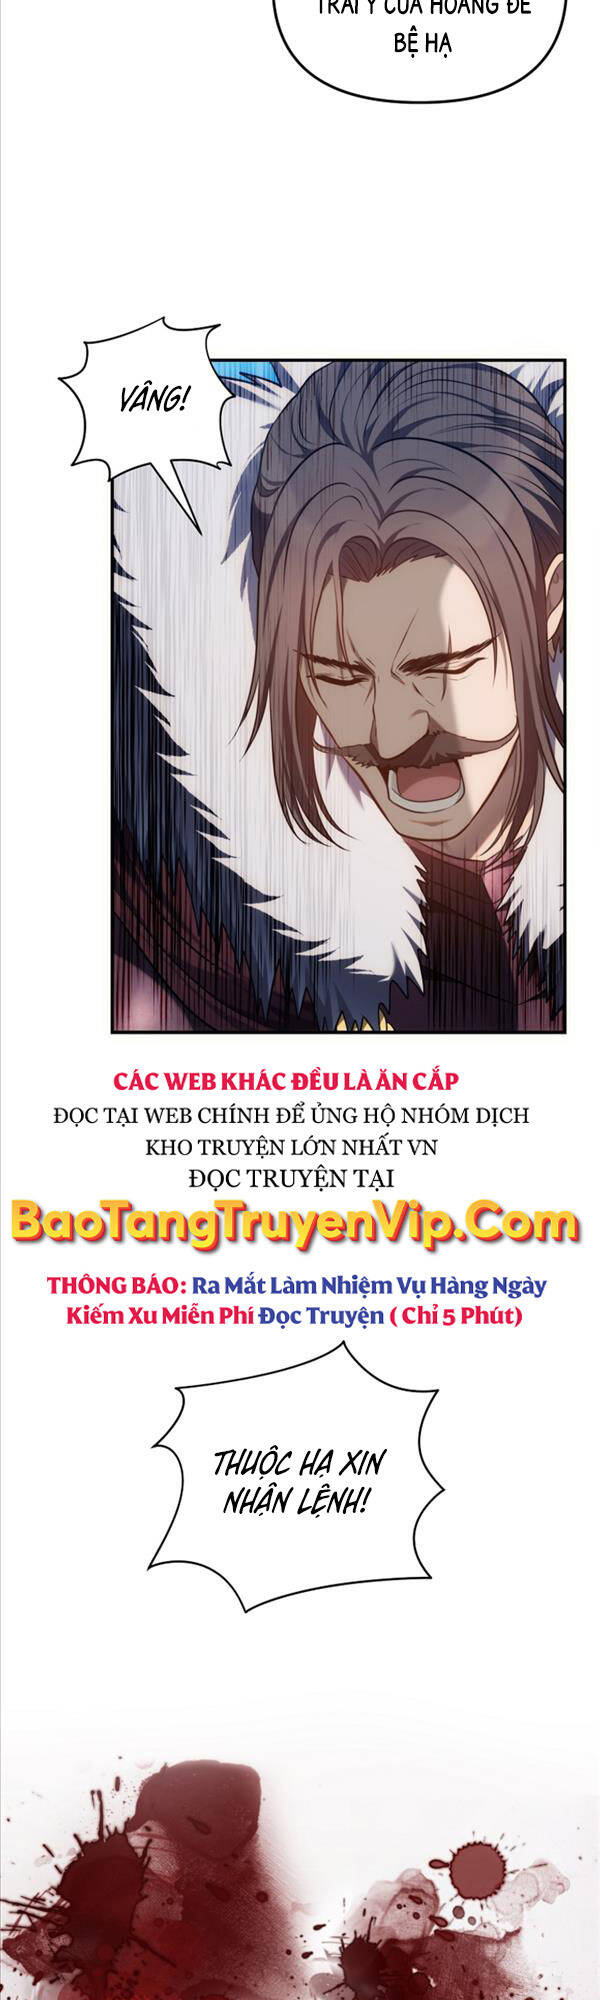 TRÁI Ý CỦA HOÀNG ĐẾ
BỆ HẠ
VÂNG!
CÁC WEB KHÁC ĐỀU LÀ ĂN CẮP
ĐỌC TẠI WEB CHÍNH ĐỂ ỦNG HỘ NHÓM DỊCH
KHO TRUYỆN LỚN NHẤT VN
ĐỌC TRUYỆN TẠI
BaoTangTruyenVip.Com
THÔNG BÁO: Ra Mắt Làm Nhiệm Vụ Hàng Ngày
Kiếm Xu Miễn Phí Đọc Truyện ( Chỉ 5 Phút)
THUỘC HẠ XIN
NHẬN LỆNH!